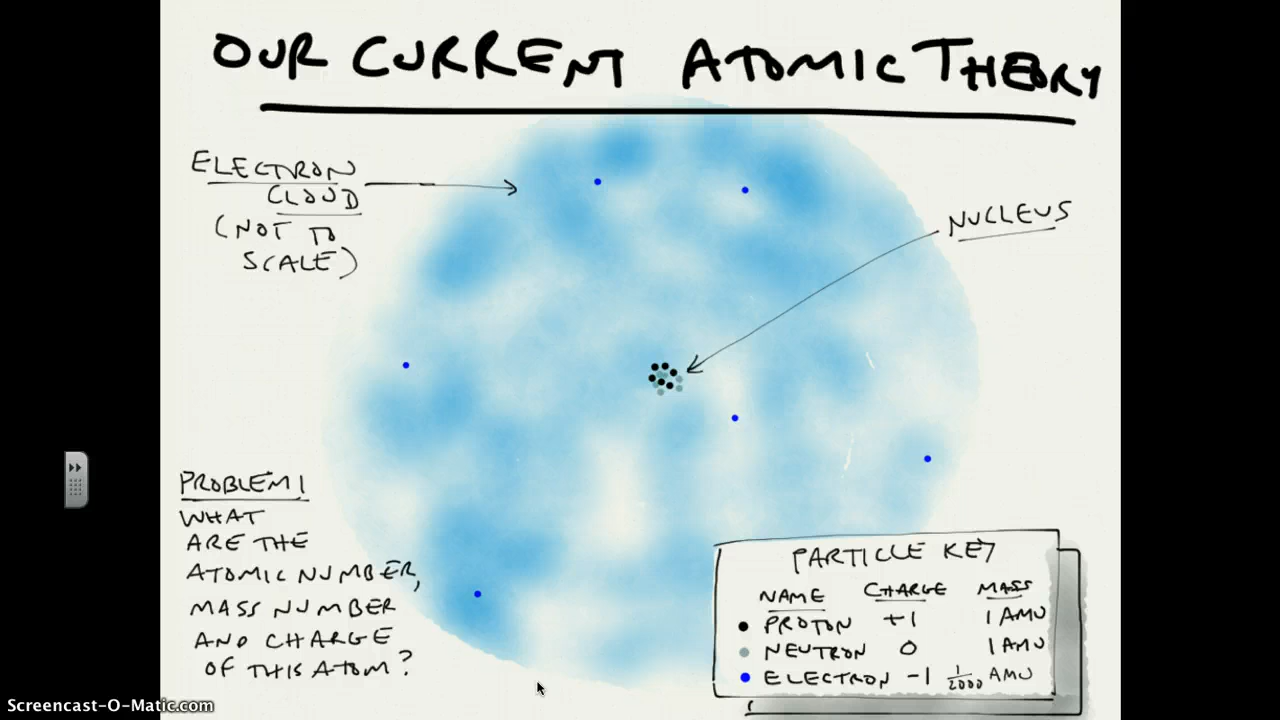 OUR CURRENT ATOMIC THEORY
ELECTRON
CLOUD
(NOT TO
SCALE)
NUCLEUS
PROBLEM 1
WHAT
ARE THE
ATOMIC NUMBER,
MASS NUMBER
AND CHARGE
OF THIS ATOM?
PARTICLE KEY
NAME CHARGE MASS
PROTON +1 1 AMU
NEUTRON 0 1 AMU
ELECTRON -1 1/2000 AMU
Screencast-O-Matic.com